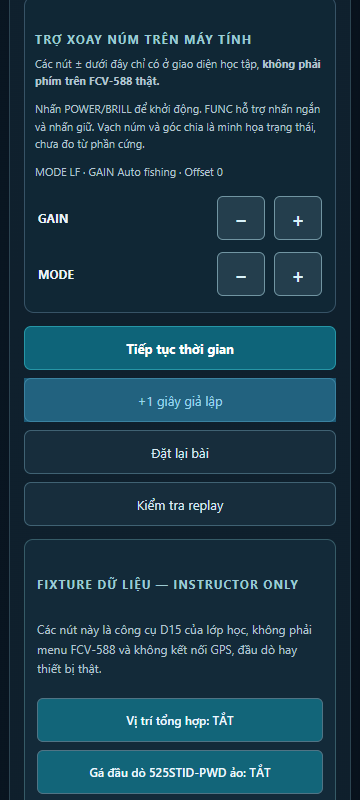 TRỢ XOAY NÚM TRÊN MÁY TÍNH
Các nút ± dưới đây chỉ có ở giao diện học tập, không phải
phím trên FCV-588 thật.
Nhấn POWER/BRILL để khởi động. FUNC hỗ trợ nhấn ngắn
và nhấn giữ. Vạch núm và góc chia là minh họa trạng thái,
chưa đo từ phần cứng.
MODE LF · GAIN Auto fishing · Offset 0
GAIN − +
MODE − +
Tiếp tục thời gian
+1 giây giả lập
Đặt lại bài
Kiểm tra replay
FIXTURE DỮ LIỆU — INSTRUCTOR ONLY
Các nút này là công cụ D15 của lớp học, không phải
menu FCV-588 và không kết nối GPS, đầu dò hay
thiết bị thật.
Vị trí tổng hợp: TẮT
Gá đầu dò 525STID-PWD ảo: TẮT